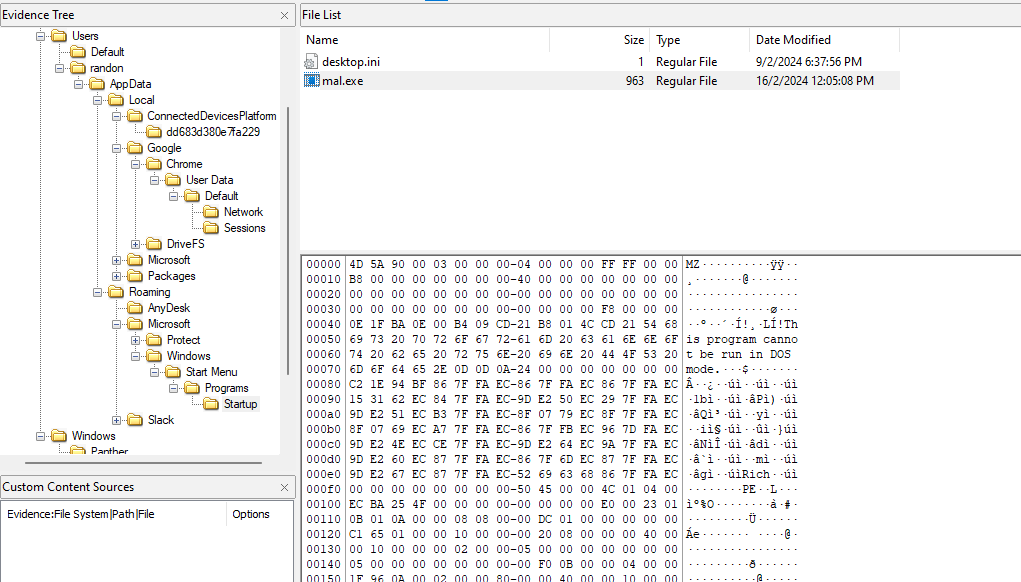 Evidence Tree
Users
Default
randon
AppData
Local
ConnectedDevicesPlatform
dd683d380e7fa229
Google
Chrome
User Data
Default
Network
Sessions
DriveFS
Microsoft
Packages
Roaming
AnyDesk
Microsoft
Protect
Windows
Start Menu
Programs
Startup
Slack
Windows
Panther
Custom Content Sources
Evidence:File System|Path|File Options
File List
Name Size Type Date Modified
desktop.ini 1 Regular File 9/2/2024 6:37:56 PM
mal.exe 963 Regular File 16/2/2024 12:05:08 PM
00000 4D 5A 90 00 03 00 00 00-04 00 00 00 FF FF 00 00 MZ··········ÿÿ··
00010 B8 00 00 00 00 00 00 00-40 00 00 00 00 00 00 00 ¸·······@·······
00020 00 00 00 00 00 00 00 00-00 00 00 00 00 00 00 00 ················
00030 00 00 00 00 00 00 00 00-00 00 00 00 F8 00 00 00 ············ø···
00040 0E 1F BA 0E 00 B4 09 CD-21 B8 01 4C CD 21 54 68 ··º··´·Í!¸·LÍ!Th
00050 69 73 20 70 72 6F 67 72-61 6D 20 63 61 6E 6E 6F is program canno
00060 74 20 62 65 20 72 75 6E-20 69 6E 20 44 4F 53 20 t be run in DOS
00070 6D 6F 64 65 2E 0D 0D 0A-24 00 00 00 00 00 00 00 mode.···$·······
00080 C2 1E 94 BF 86 7F FA EC-86 7F FA EC 86 7F FA EC Â··¿··úì··úì··úì
00090 15 31 62 EC 84 7F FA EC-9D E2 50 EC 29 7F FA EC ·1bì··úì·âPì)·úì
000a0 9D E2 51 EC B3 7F FA EC-8F 07 79 EC 8F 7F FA EC ·âQì³·úì··yì··úì
000b0 8F 07 69 EC A7 7F FA EC-86 7F FB EC 96 7D FA EC ··iì§·úì··ûì·}úì
000c0 9D E2 4E EC CE 7F FA EC-9D E2 64 EC 9A 7F FA EC ·âNìÎ·úì·âdì··úì
000d0 9D E2 60 EC 87 7F FA EC-86 7F 6D EC 87 7F FA EC ·â`ì··úì··mì··úì
000e0 9D E2 67 EC 87 7F FA EC-52 69 63 68 86 7F FA EC ·âgì··úìRich··úì
000f0 00 00 00 00 00 00 00 00-50 45 00 00 4C 01 04 00 ········PE··L···
00100 EC BA 25 4F 00 00 00 00-00 00 00 00 E0 00 23 01 ìº%O········à·#·
00110 0B 01 0A 00 00 08 08 00-00 DC 01 00 00 00 00 00 ·········Ü······
00120 C1 65 01 00 00 10 00 00-00 20 08 00 00 00 40 00 Áe······· ····@·
00130 00 10 00 00 00 02 00 00-05 00 00 00 00 00 00 00 ················
00140 05 00 00 00 00 00 00 00-00 F0 0B 00 00 04 00 00 ·········ð······
00150 1F 96 0A 00 02 00 00 80-00 00 40 00 00 10 00 00 ··········@·····